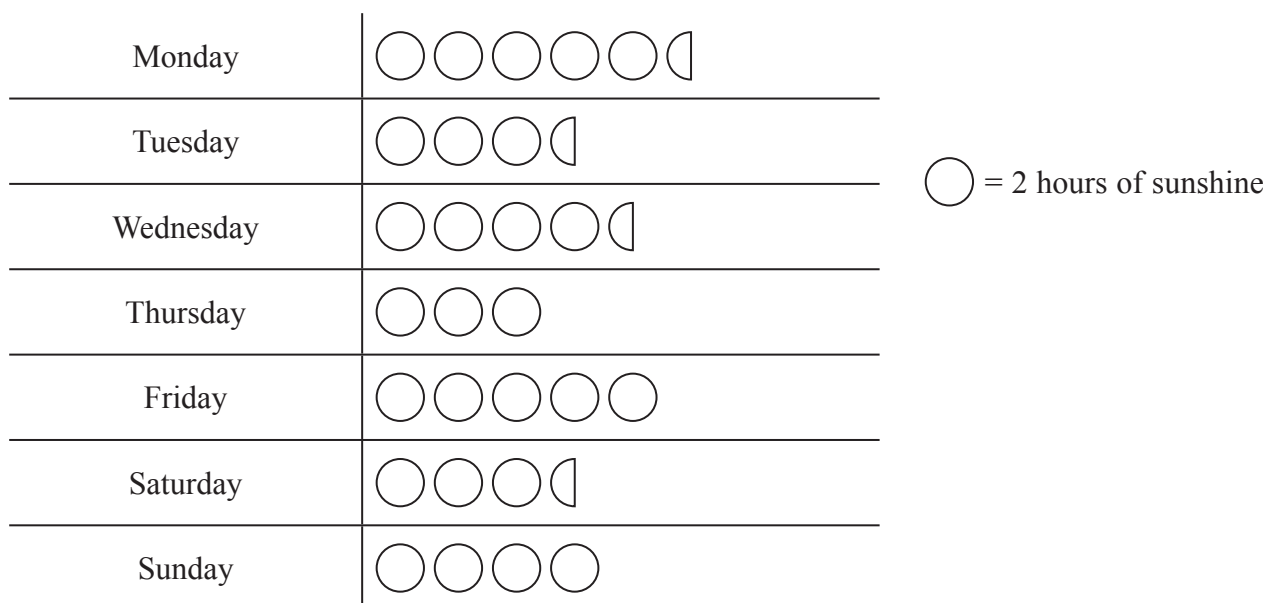 Monday
Tuesday
= 2 hours of sunshine
Wednesday
Thursday
Friday
Saturday
Sunday